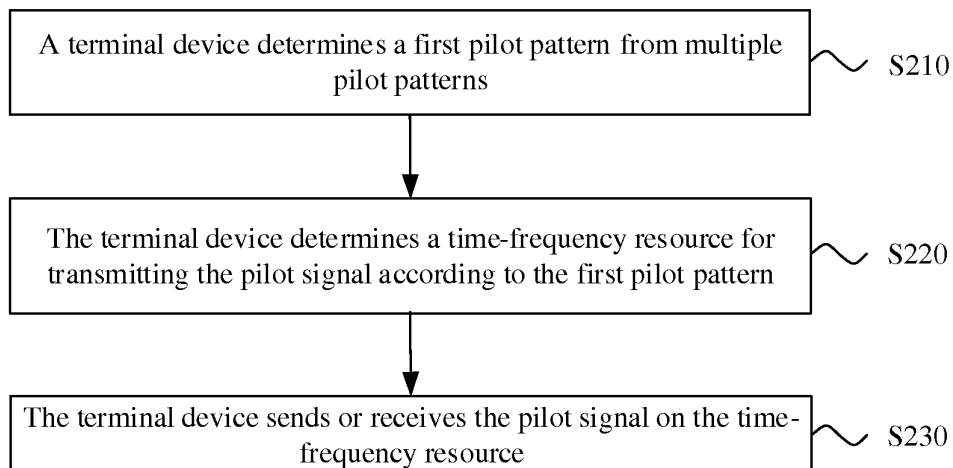 A terminal device determines a first pilot pattern from multiple
pilot patterns
S210
The terminal device determines a time-frequency resource for
transmitting the pilot signal according to the first pilot pattern
S220
The terminal device sends or receives the pilot signal on the time-
frequency resource
S230